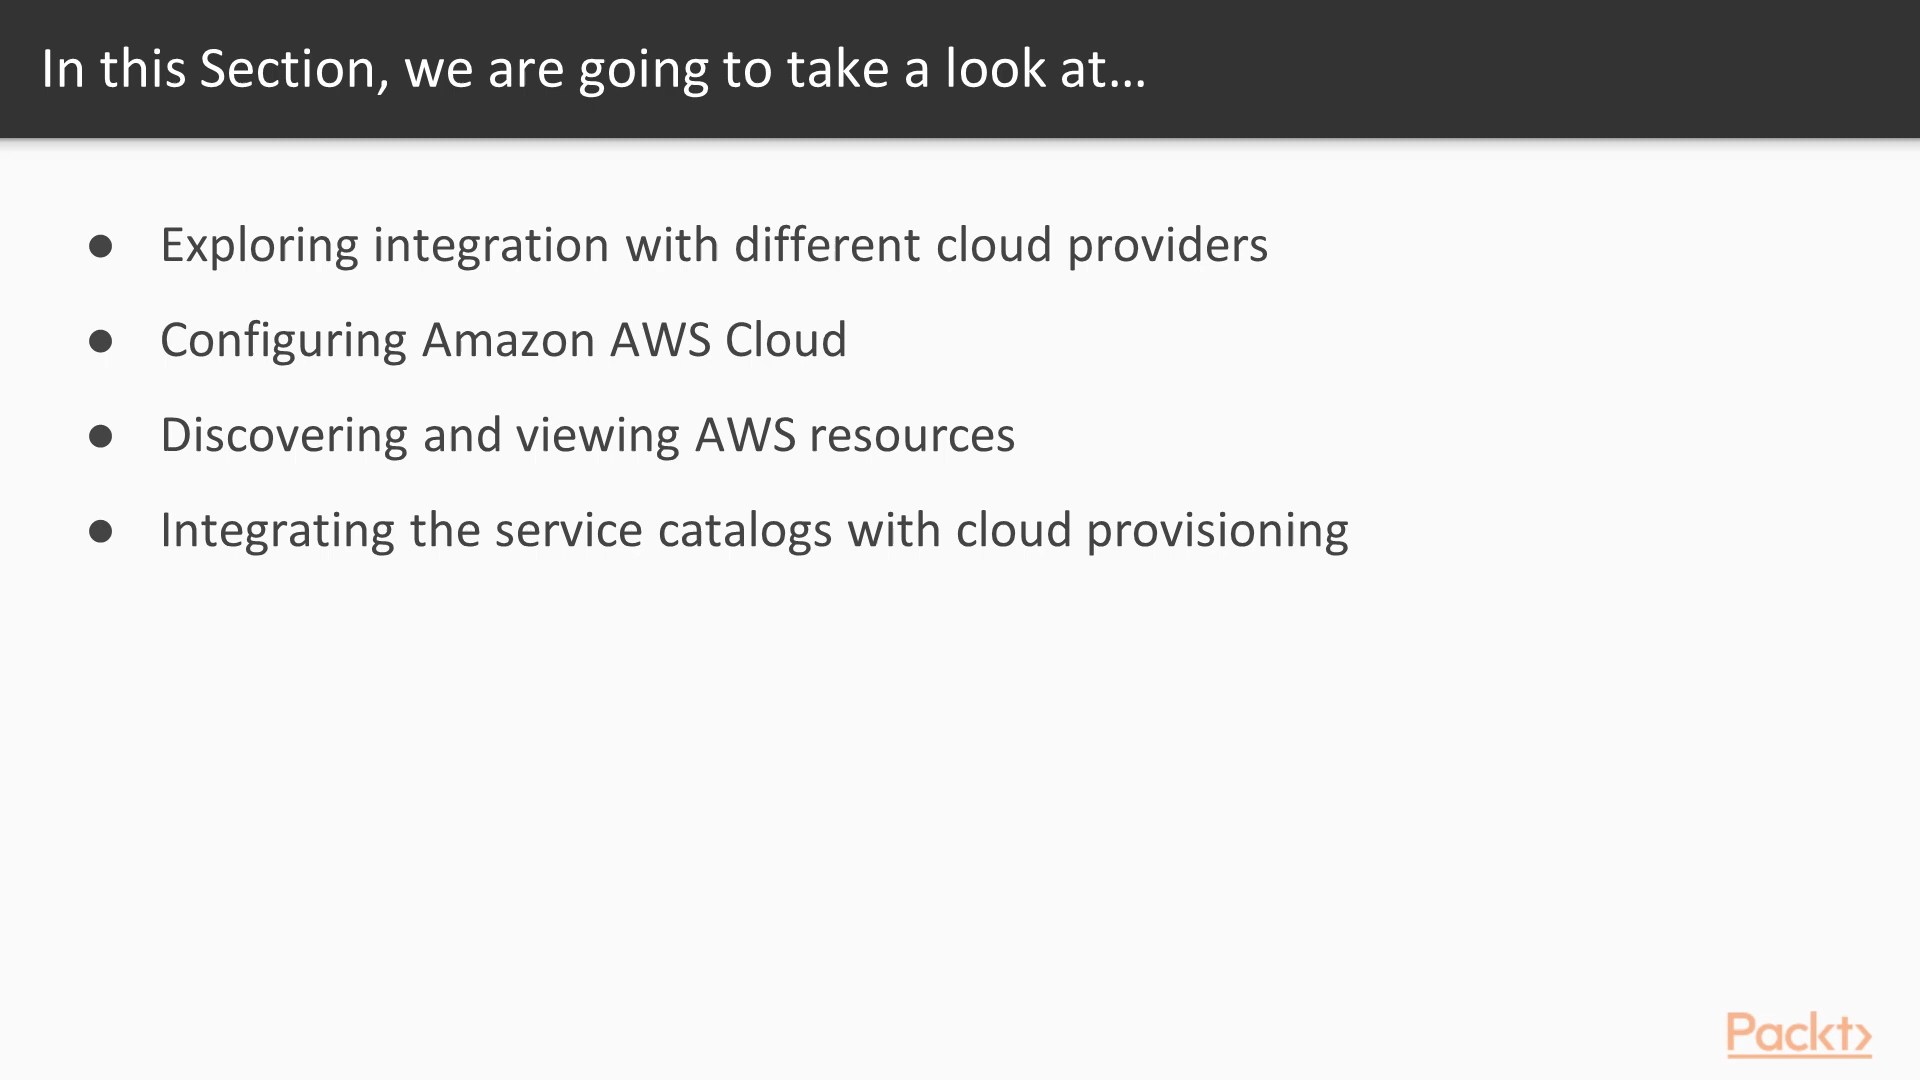 In this Section, we are going to take a look at...
● Exploring integration with different cloud providers
● Configuring Amazon AWS Cloud
● Discovering and viewing AWS resources
● Integrating the service catalogs with cloud provisioning
Packt>